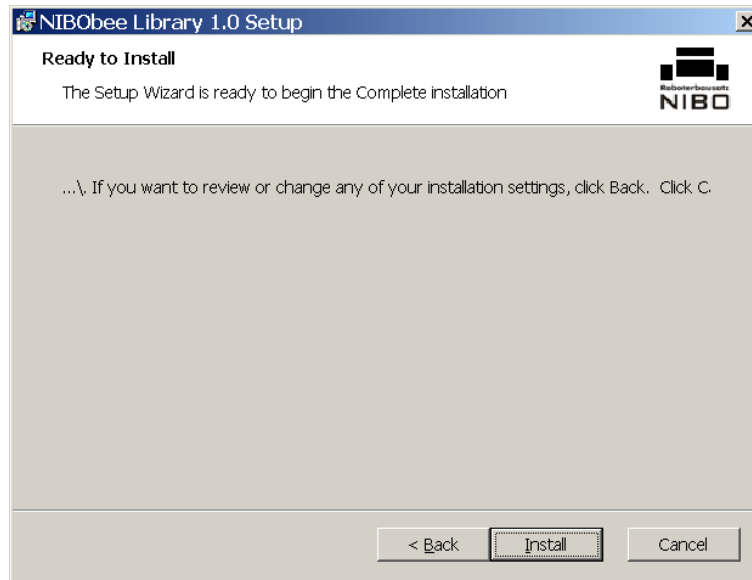 NIBObee Library 1.0 Setup
Ready to Install
The Setup Wizard is ready to begin the Complete installation
Roboterbausatz
NIBO
...\. If you want to review or change any of your installation settings, click Back. Click C.
< Back
Install
Cancel